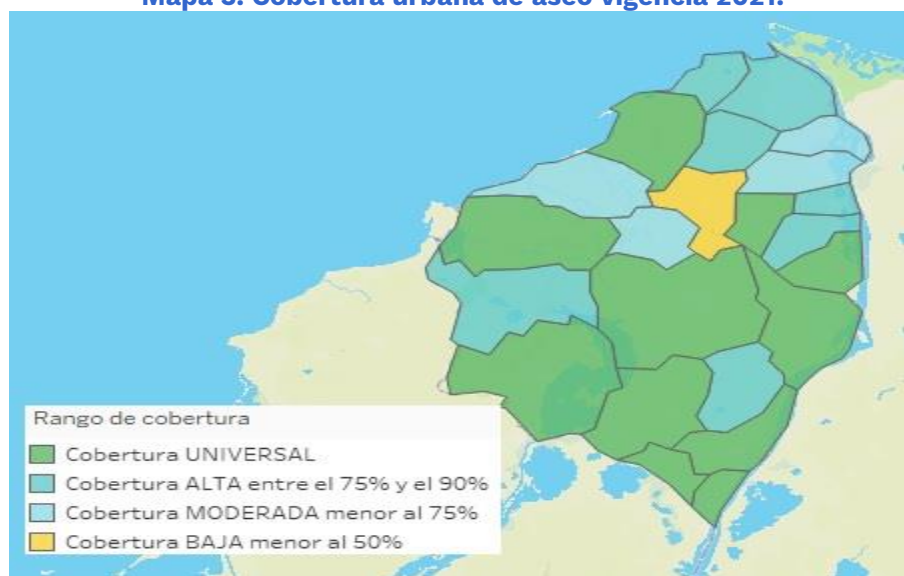 Mapa 3. Cobertura urbana de aseo vigencia 2021.
Rango de cobertura
Cobertura UNIVERSAL
Cobertura ALTA entre el 75% y el 90%
Cobertura MODERADA menor al 75%
Cobertura BAJA menor al 50%